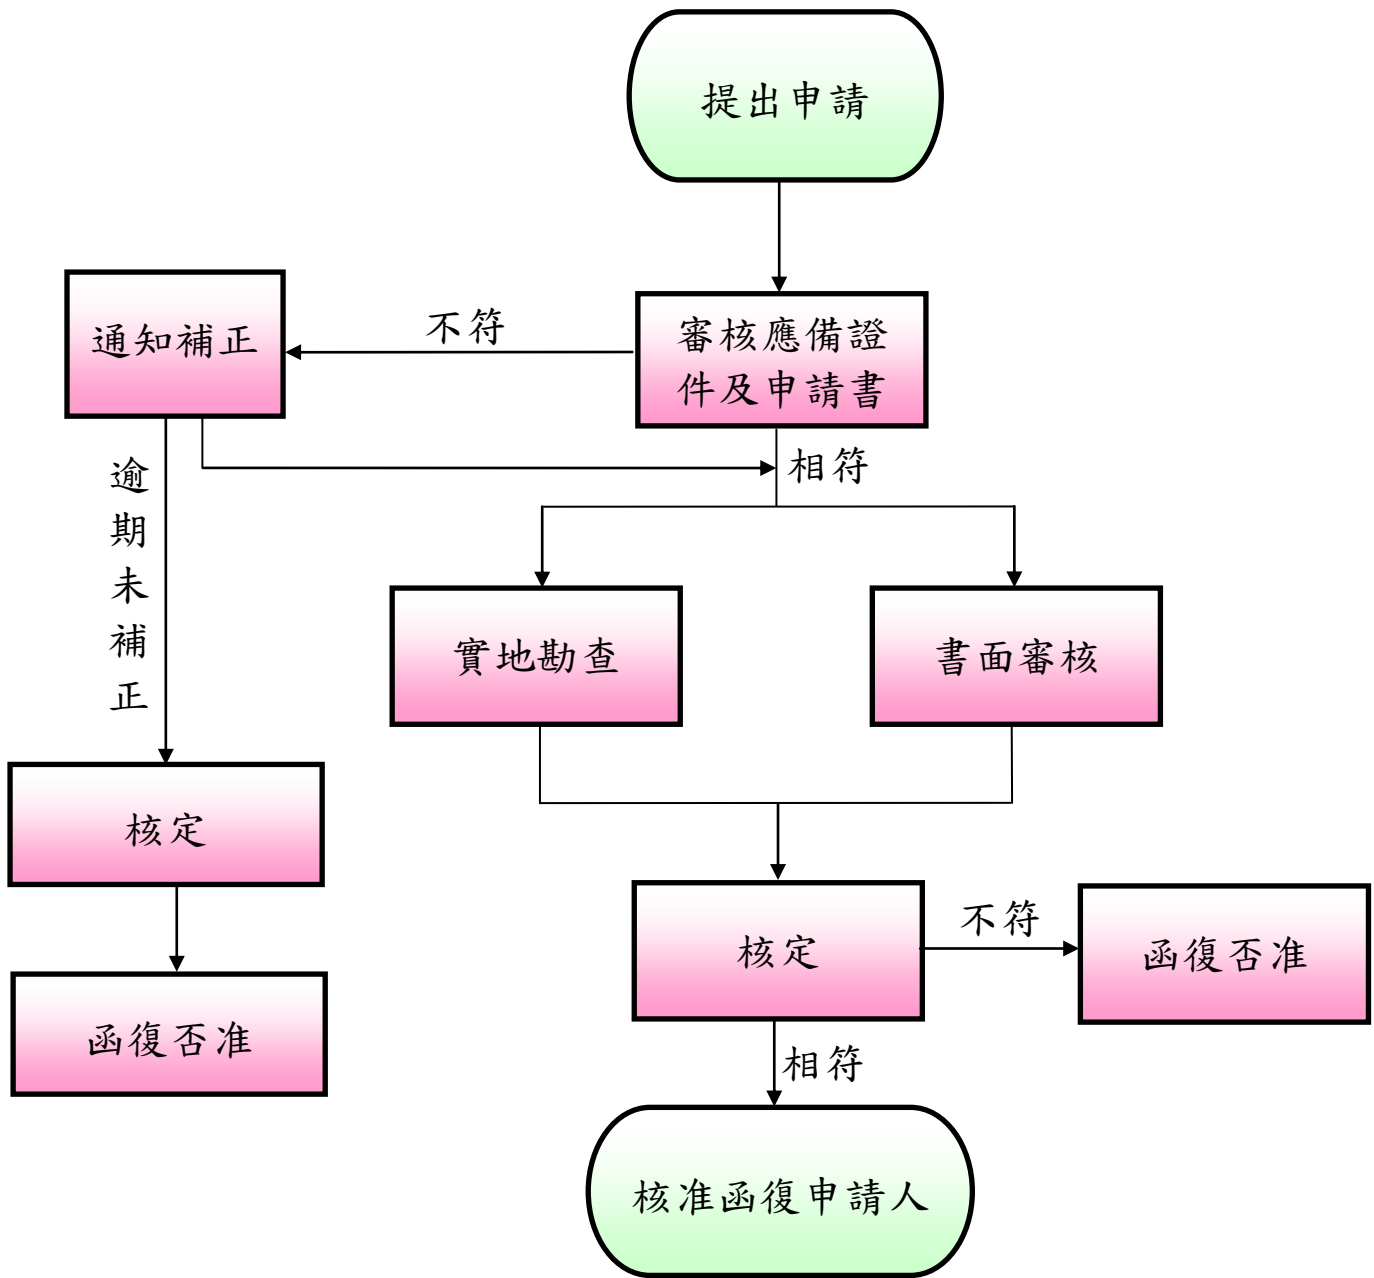 提出申請
通知補正
不符
審核應備證
件及申請書
相符
逾
期
未
補
正
實地勘查
書面審核
核定
核定
不符
函復否准
函復否准
相符
核准函復申請人